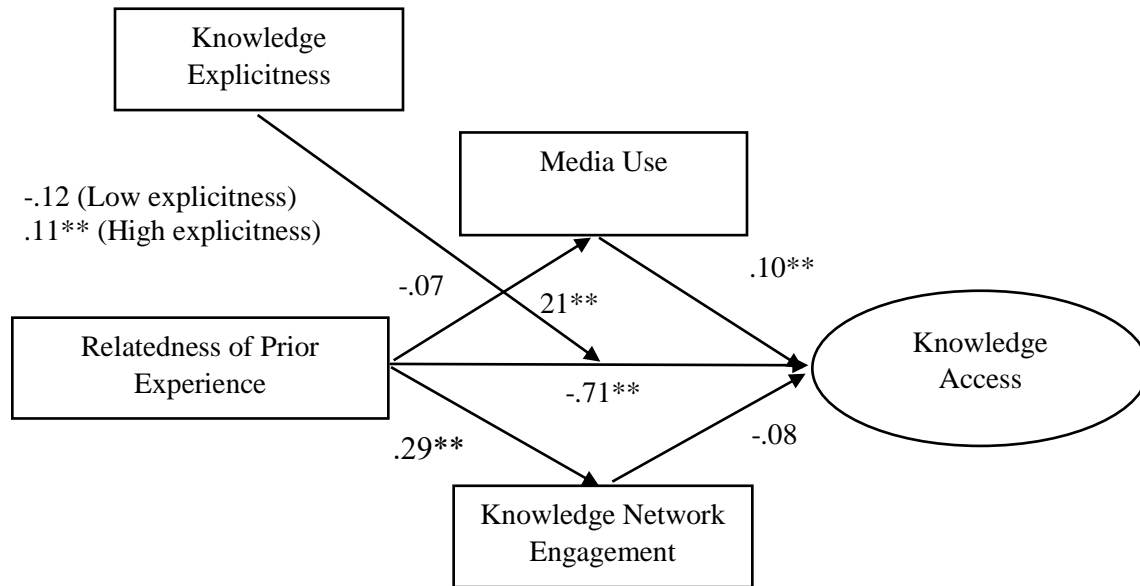 Knowledge
Explicitness
Media Use
-.12 (Low explicitness)
.11** (High explicitness)
-.07
21**
.10**
Relatedness of Prior
Experience
Knowledge
Access
-.71**
.29**
-.08
Knowledge Network
Engagement